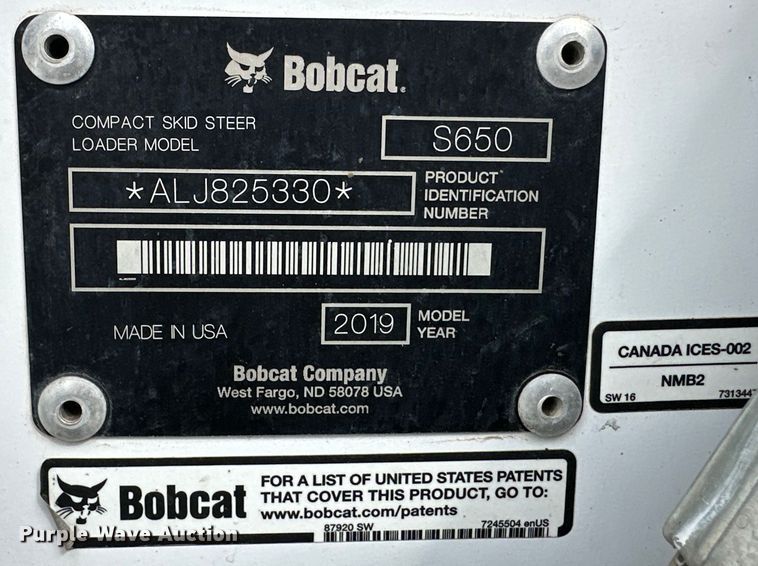 Bobcat®
COMPACT SKID STEER
LOADER MODEL
S650
*ALJ825330*
PRODUCT
IDENTIFICATION
NUMBER
MADE IN USA
2019
MODEL
YEAR
Bobcat Company
West Fargo, ND 58078 USA
www.bobcat.com
CANADA ICES-002
NMB2
SW 16
731344
Bobcat
FOR A LIST OF UNITED STATES PATENTS
THAT COVER THIS PRODUCT, GO TO:
www.bobcat.com/patents
87920 SW
7245504 enUS
Purple Wave Auction